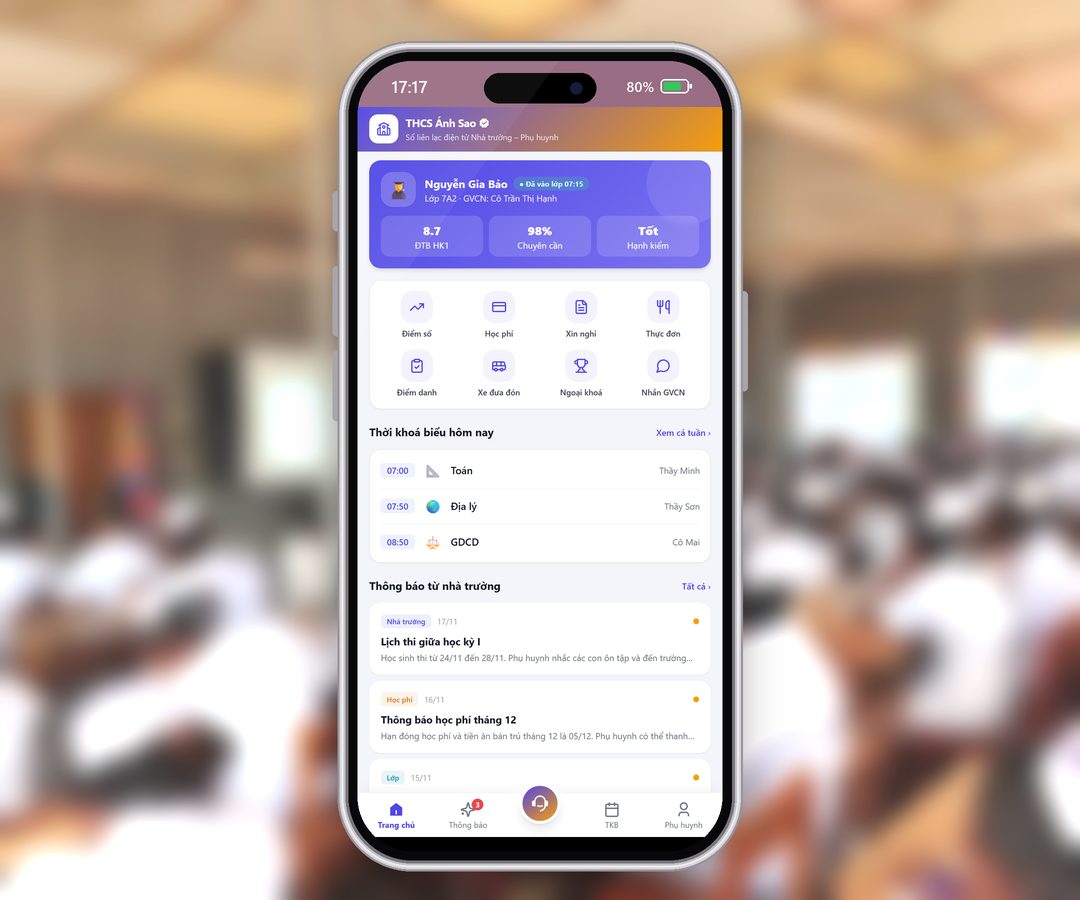 17:17
80%
THCS Ánh Sao
Sổ liên lạc điện tử Nhà trường – Phụ huynh
Nguyễn Gia Bảo
• Đã vào lớp 07:15
Lớp 7A2 · GVCN: Cô Trần Thị Hạnh
8.7
98%
Tốt
ĐTB HK1
Chuyên cần
Hạnh kiểm
Điểm số
Học phí
Xin nghỉ
Thực đơn
Điểm danh
Xe đưa đón
Ngoại khoá
Nhắn GVCN
Thời khoá biểu hôm nay
Xem cả tuần ›
07:00
Toán
Thầy Minh
07:50
Địa lý
Thầy Sơn
08:50
GDCD
Cô Mai
Thông báo từ nhà trường
Tất cả ›
Nhà trường
17/11
Lịch thi giữa học kỳ I
Học sinh thi từ 24/11 đến 28/11. Phụ huynh nhắc các con ôn tập và đến trường...
Học phí
16/11
Thông báo học phí tháng 12
Hạn đóng học phí và tiền ăn bán trú tháng 12 là 05/12. Phụ huynh có thể thanh...
Lớp
15/11
3
Trang chủ
Thông báo
TKB
Phụ huynh